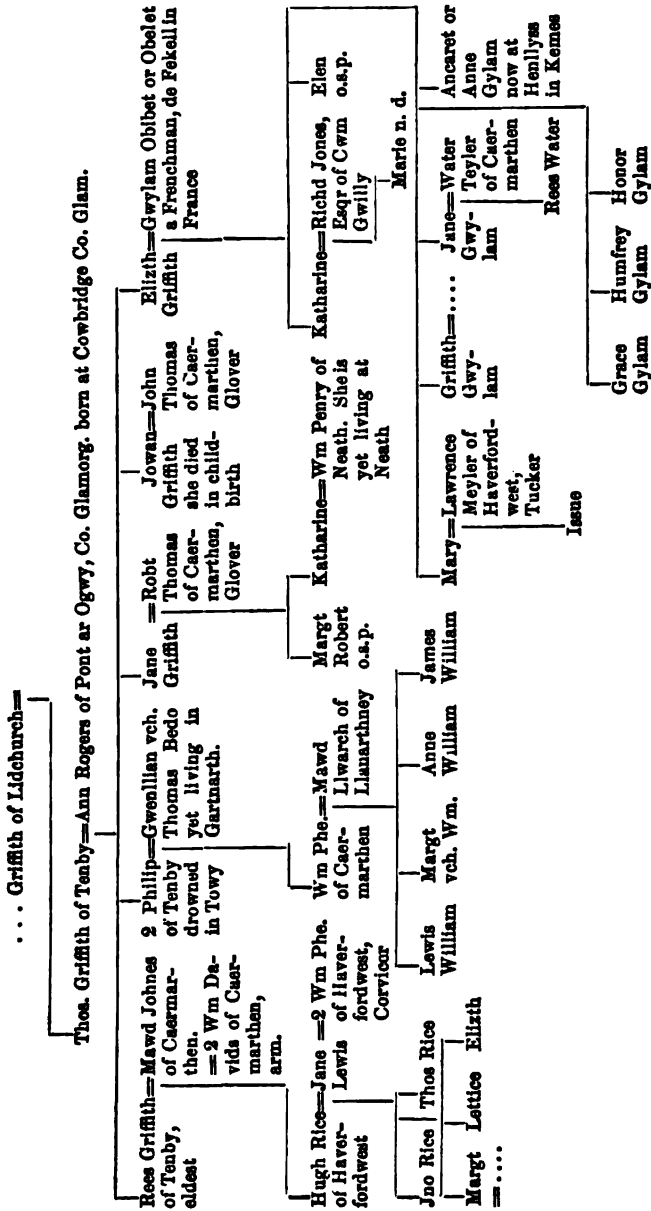 ... Griffith of Lidchurch=
Thos. Griffith of Tenby=Ann Rogers of Pont ar Ogwy, Co. Glamorg. born at Cowbridge Co. Glam.
Rees Griffith=Mawd Johnes
of Tenby,
eldest
of Caermar-
then.
=2 Wm Da-
vids of Caer-
marthen,
arm.
2 Philip=Gwenllian vch.
of Tenby
drowned
in Towy
Thomas Bedo
yet living in
Gartnarth.
Jane
Griffith
=Robt
Thomas
of Caer-
marthen,
Glover
Jowan=John
Griffith
she died
in child-
birth
Thomas
of Caer-
marthen,
Glover
Elizth=Gwylam Obibet or Obelet
Griffith
a Frenchman, de Fekell in
France
Hugh Rice=Jane =2 Wm Phe.
of Haver-
fordwest
Lewis
of Haver-
fordwest,
Corvicor
Wm Phe.=Mawd
of Caer-
marthen
Llwarch of
Llanarthney
Margt
Robert
o.s.p.
Katharine=Wm Penry of
Neath. She is
yet living at
Neath
Katharine=Richd Jones,
Esqr of Cwm
Gwilly
Elen
o.s.p.
Marie n. d.
Jno Rice
Thos Rice
Margt
=....
Lettice
Elizth
Lewis
William
Margt
vch. Wm.
Anne
William
James
William
Mary=Lawrence
Meyler of
Haverford-
west,
Tucker
Issue
Griffith=....
Gwy-
lam
Jane=Water
Gwy-
lam
Teyler
of Caer-
marthen
Rees Water
Ancaret or
Anne
Gylam
now at
Henllyss
in Kemes
Grace
Gylam
Humfrey
Gylam
Honor
Gylam